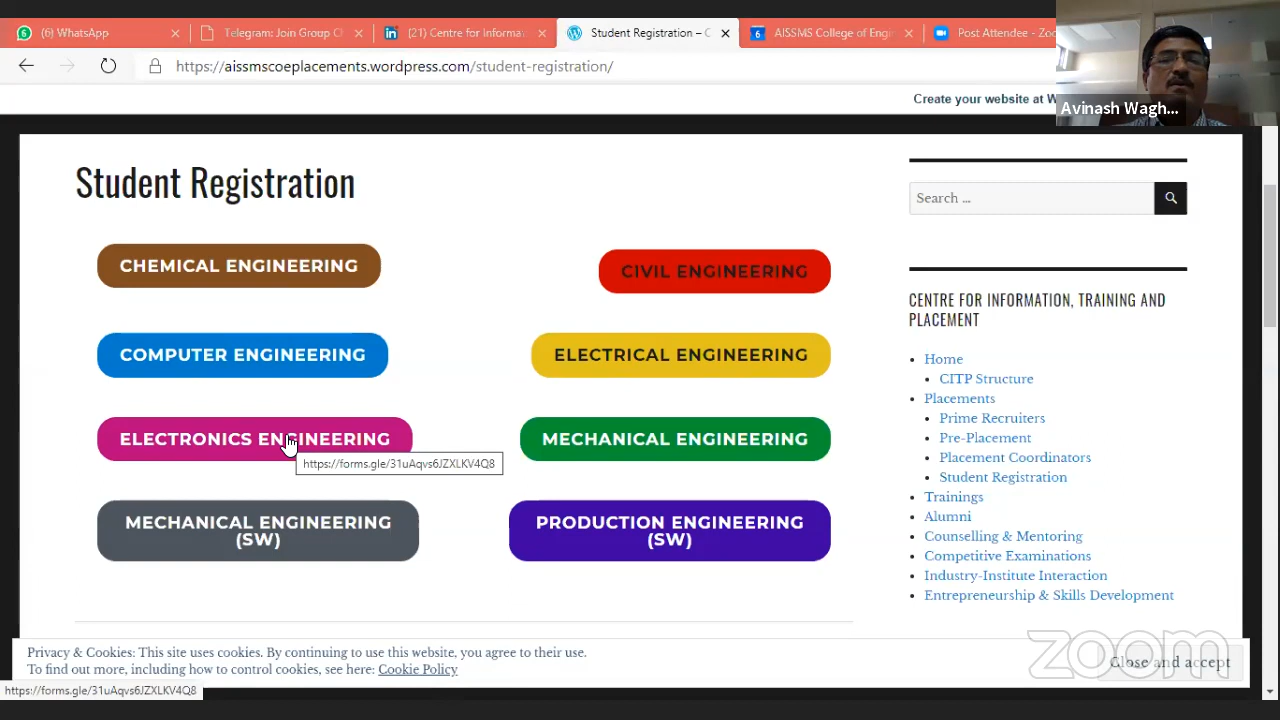 (6) WhatsApp
Telegram: Join Group C
(21) Centre for Informa
Student Registration – C
AISSMS College of Engin
Post Attendee - Zoo
https://aissmscoeplacements.wordpress.com/student-registration/
Create your website at W
Avinash Wagh...
Student Registration
Search ...
CHEMICAL ENGINEERING
CIVIL ENGINEERING
COMPUTER ENGINEERING
ELECTRICAL ENGINEERING
ELECTRONICS ENGINEERING
MECHANICAL ENGINEERING
https://forms.gle/31uAqvs6JZXLKV4Q8
MECHANICAL ENGINEERING
(SW)
PRODUCTION ENGINEERING
(SW)
CENTRE FOR INFORMATION, TRAINING AND
PLACEMENT
Home
CITP Structure
Placements
Prime Recruiters
Pre-Placement
Placement Coordinators
Student Registration
Trainings
Alumni
Counselling & Mentoring
Competitive Examinations
Industry-Institute Interaction
Entrepreneurship & Skills Development
Privacy & Cookies: This site uses cookies. By continuing to use this website, you agree to their use.
To find out more, including how to control cookies, see here: Cookie Policy
Close and accept
zoom
https://forms.gle/31uAqvs6JZXLKV4Q8